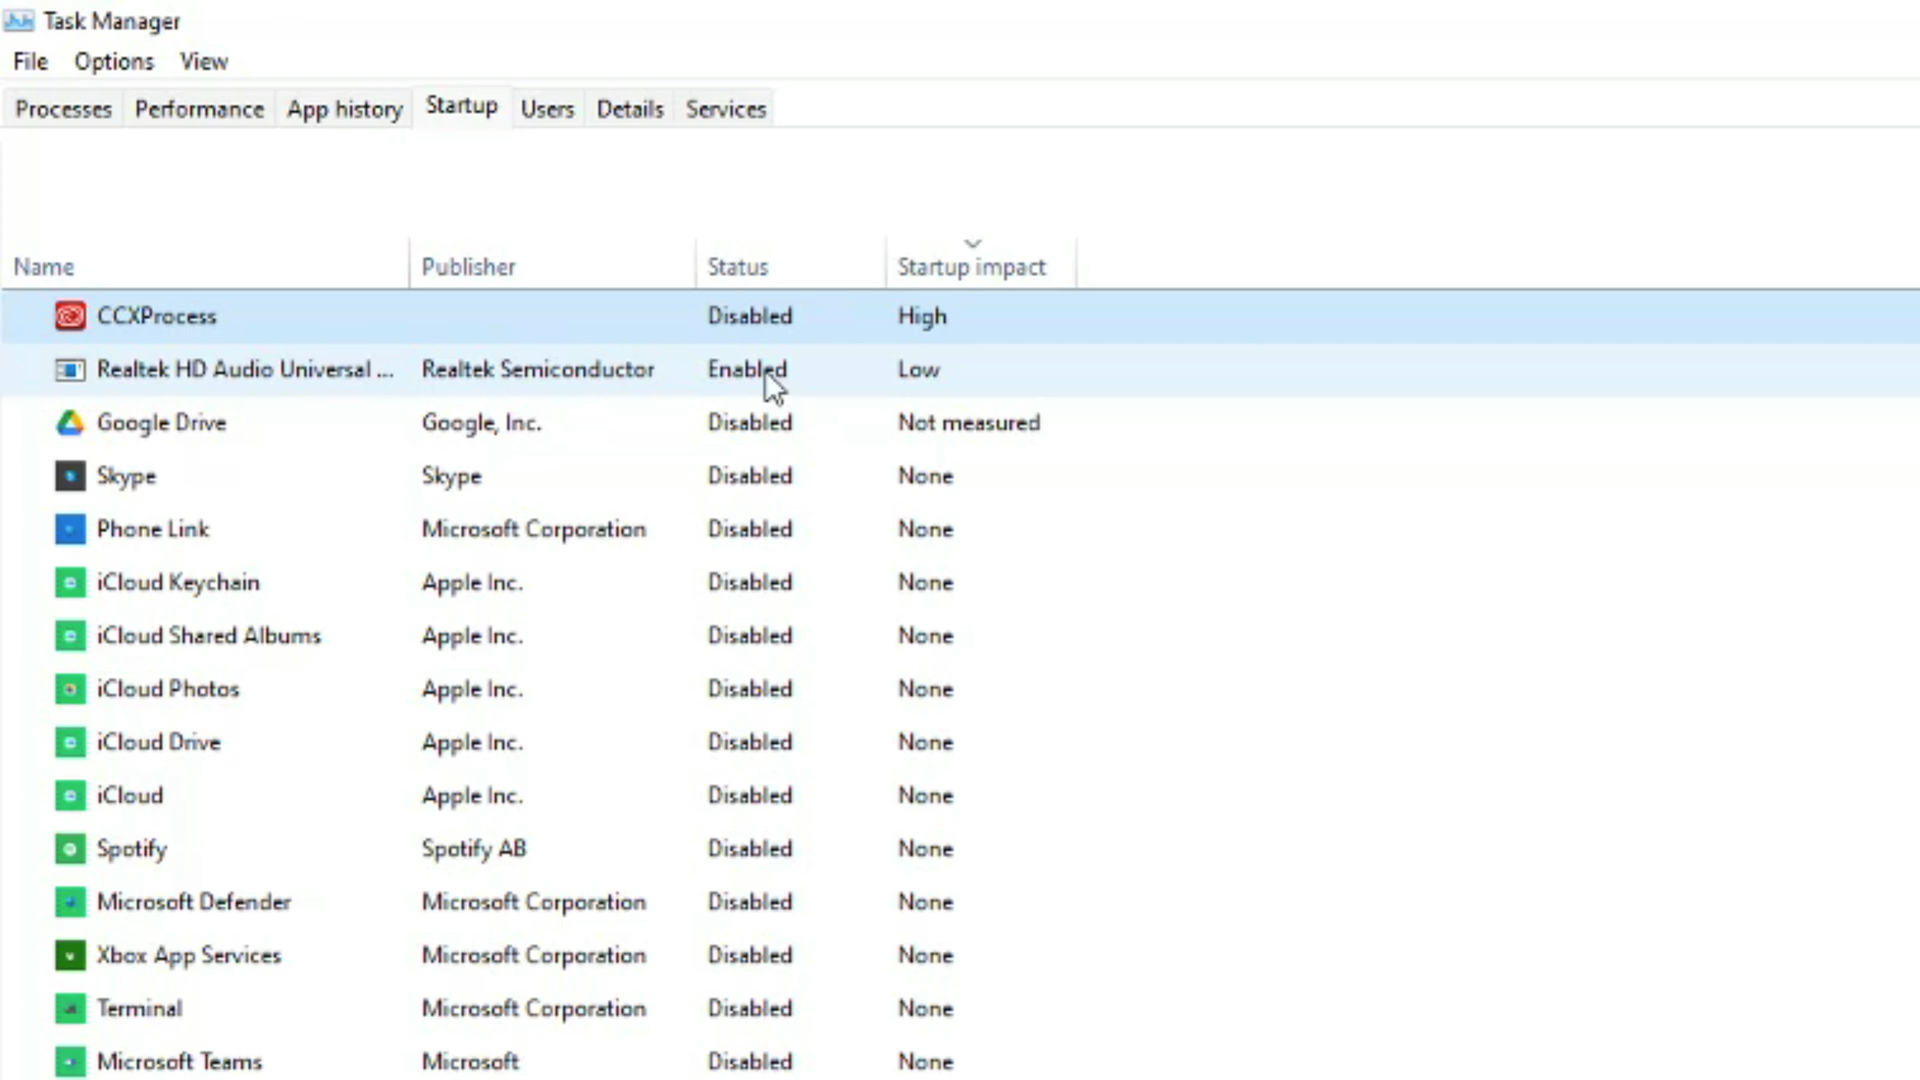 Task Manager
File Options View
Processes Performance App history Startup Users Details Services
Name Publisher Status Startup impact
CCXProcess Disabled High
Realtek HD Audio Universal ... Realtek Semiconductor Enabled Low
Google Drive Google, Inc. Disabled Not measured
Skype Skype Disabled None
Phone Link Microsoft Corporation Disabled None
iCloud Keychain Apple Inc. Disabled None
iCloud Shared Albums Apple Inc. Disabled None
iCloud Photos Apple Inc. Disabled None
iCloud Drive Apple Inc. Disabled None
iCloud Apple Inc. Disabled None
Spotify Spotify AB Disabled None
Microsoft Defender Microsoft Corporation Disabled None
Xbox App Services Microsoft Corporation Disabled None
Terminal Microsoft Corporation Disabled None
Microsoft Teams Microsoft Disabled None